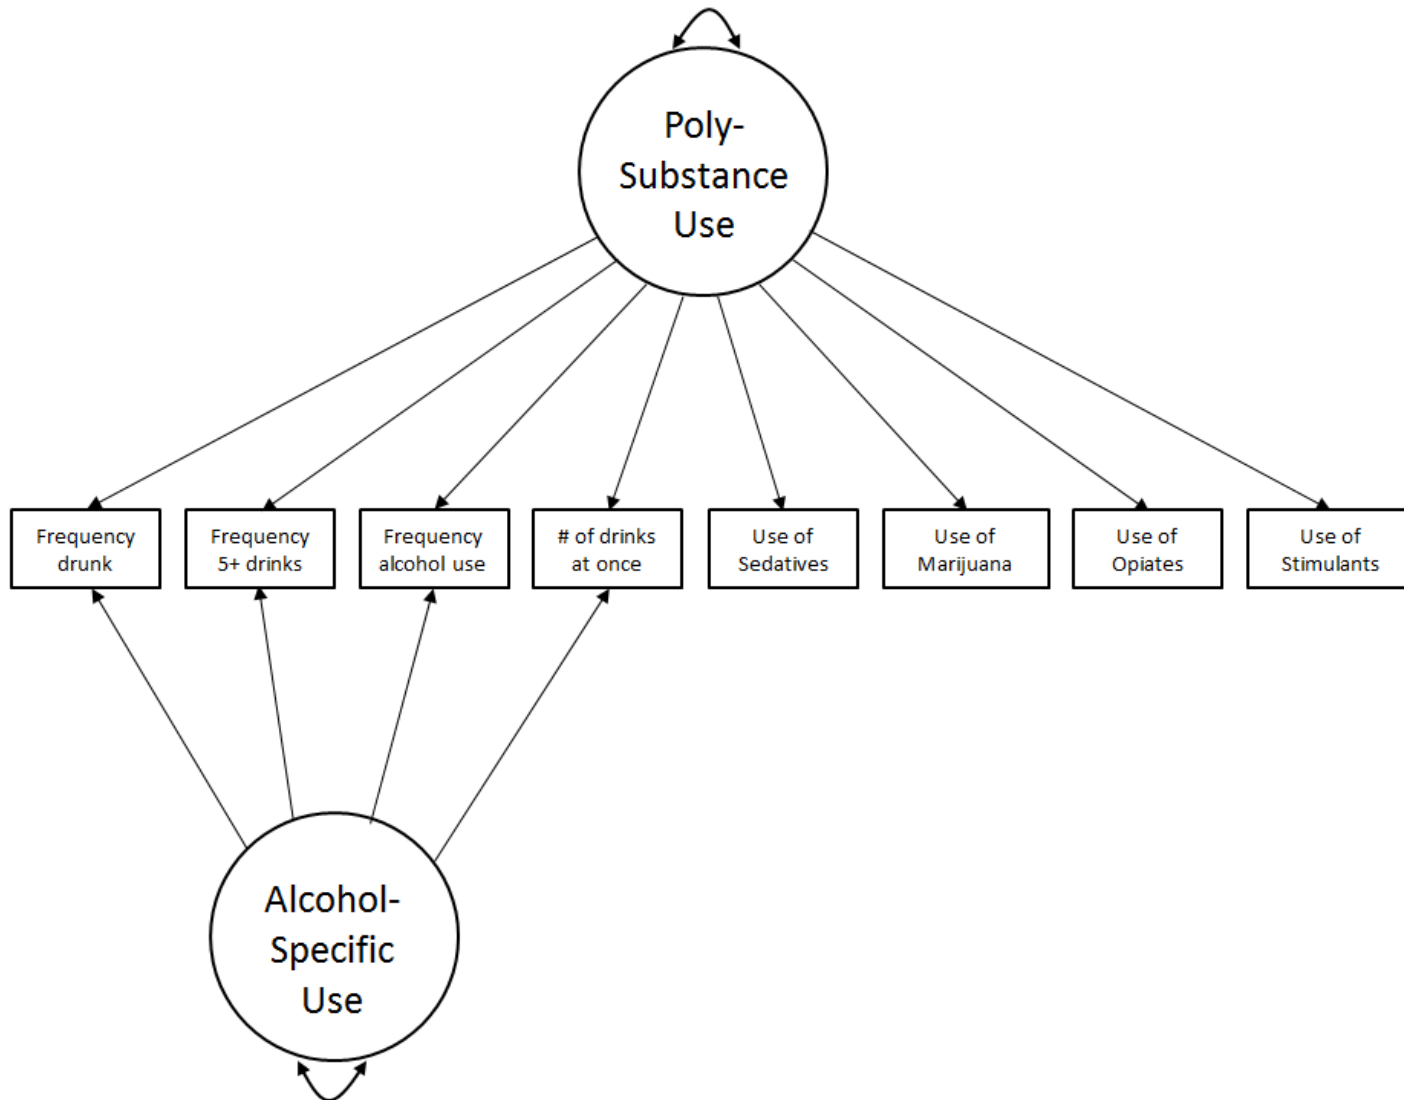 Poly-
Substance
Use
Frequency
drunk
Frequency
5+ drinks
Frequency
alcohol use
# of drinks
at once
Use of
Sedatives
Use of
Marijuana
Use of
Opiates
Use of
Stimulants
Alcohol-
Specific
Use